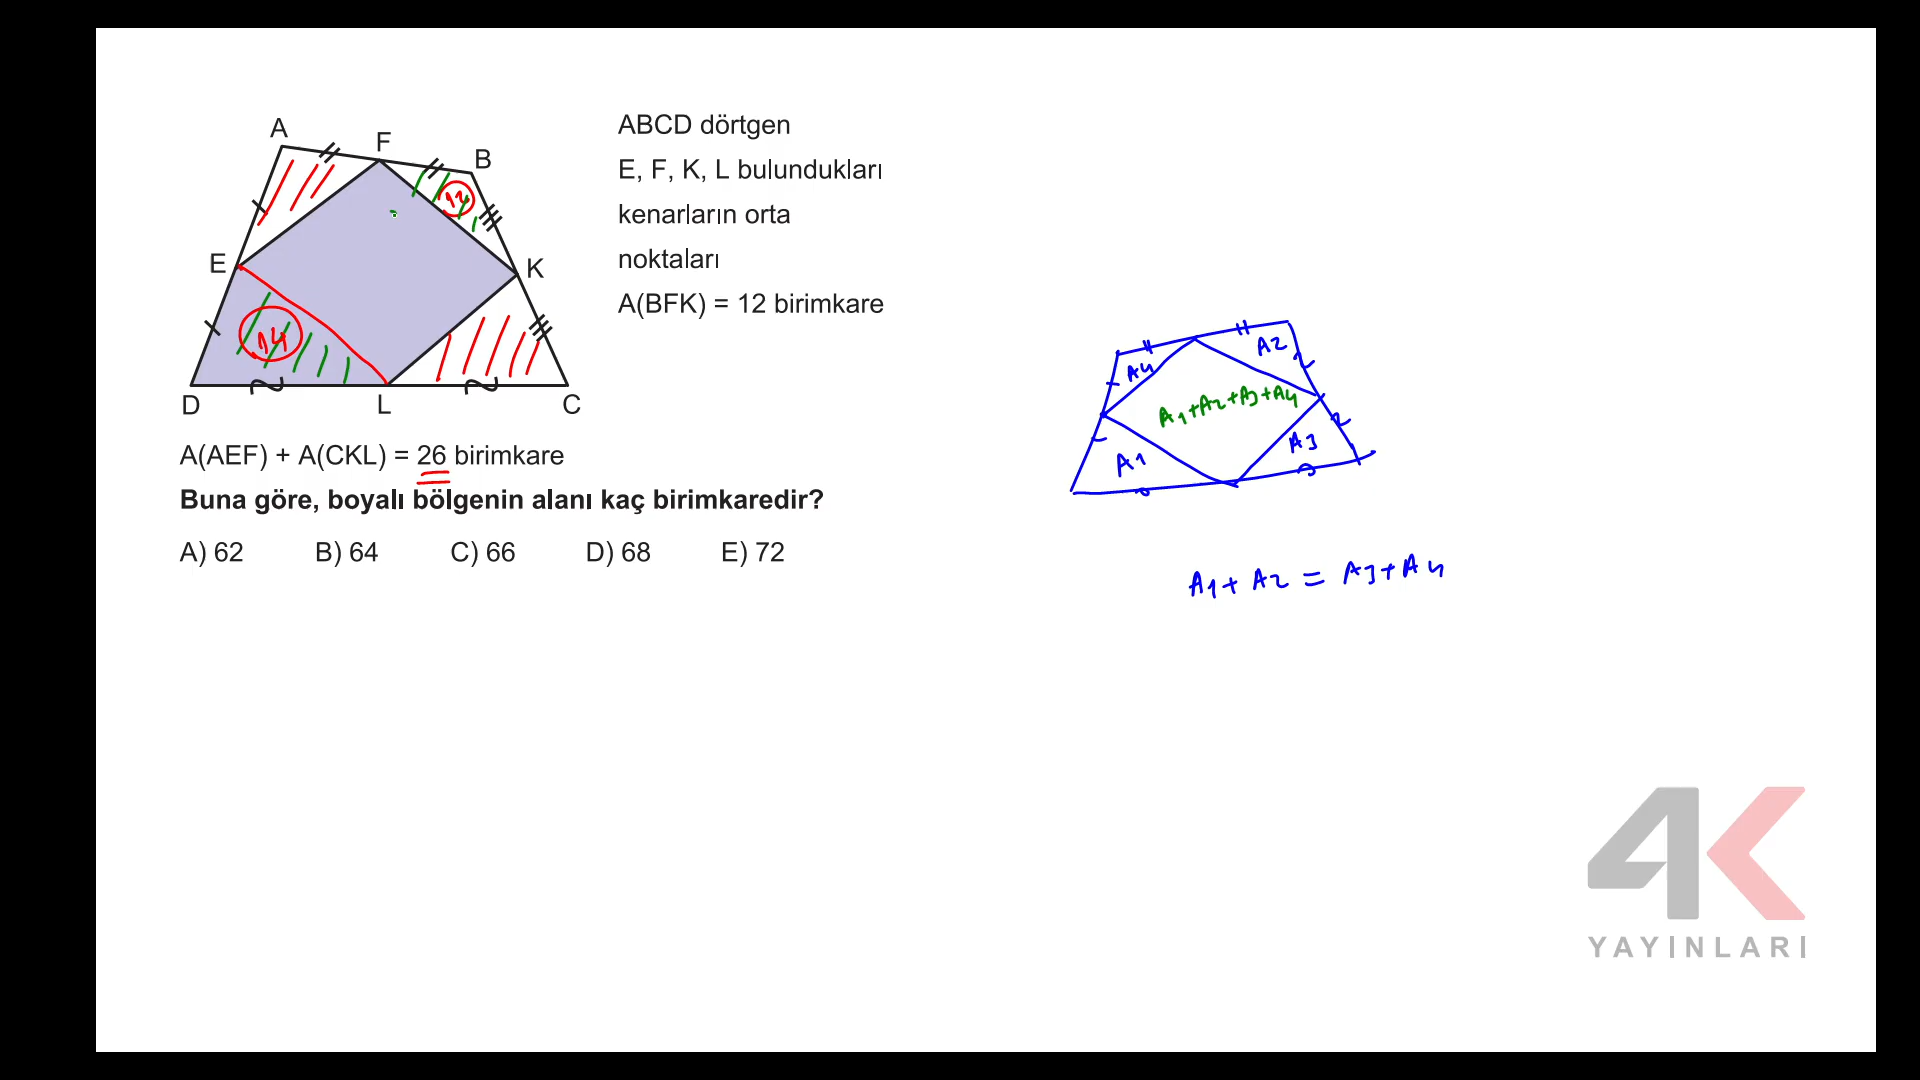 A
F
B
12
E
K
14
D
L
C
ABCD dörtgen
E, F, K, L bulundukları
kenarların orta
noktaları
A(BFK) = 12 birimkare
A(AEF) + A(CKL) = 26 birimkare
Buna göre, boyalı bölgenin alanı kaç birimkaredir?
A) 62 B) 64 C) 66 D) 68 E) 72
A4
A2
A1+A2+A3+A4
A1
A3
A1+A2 = A3+A4
4K
YAYINLARI